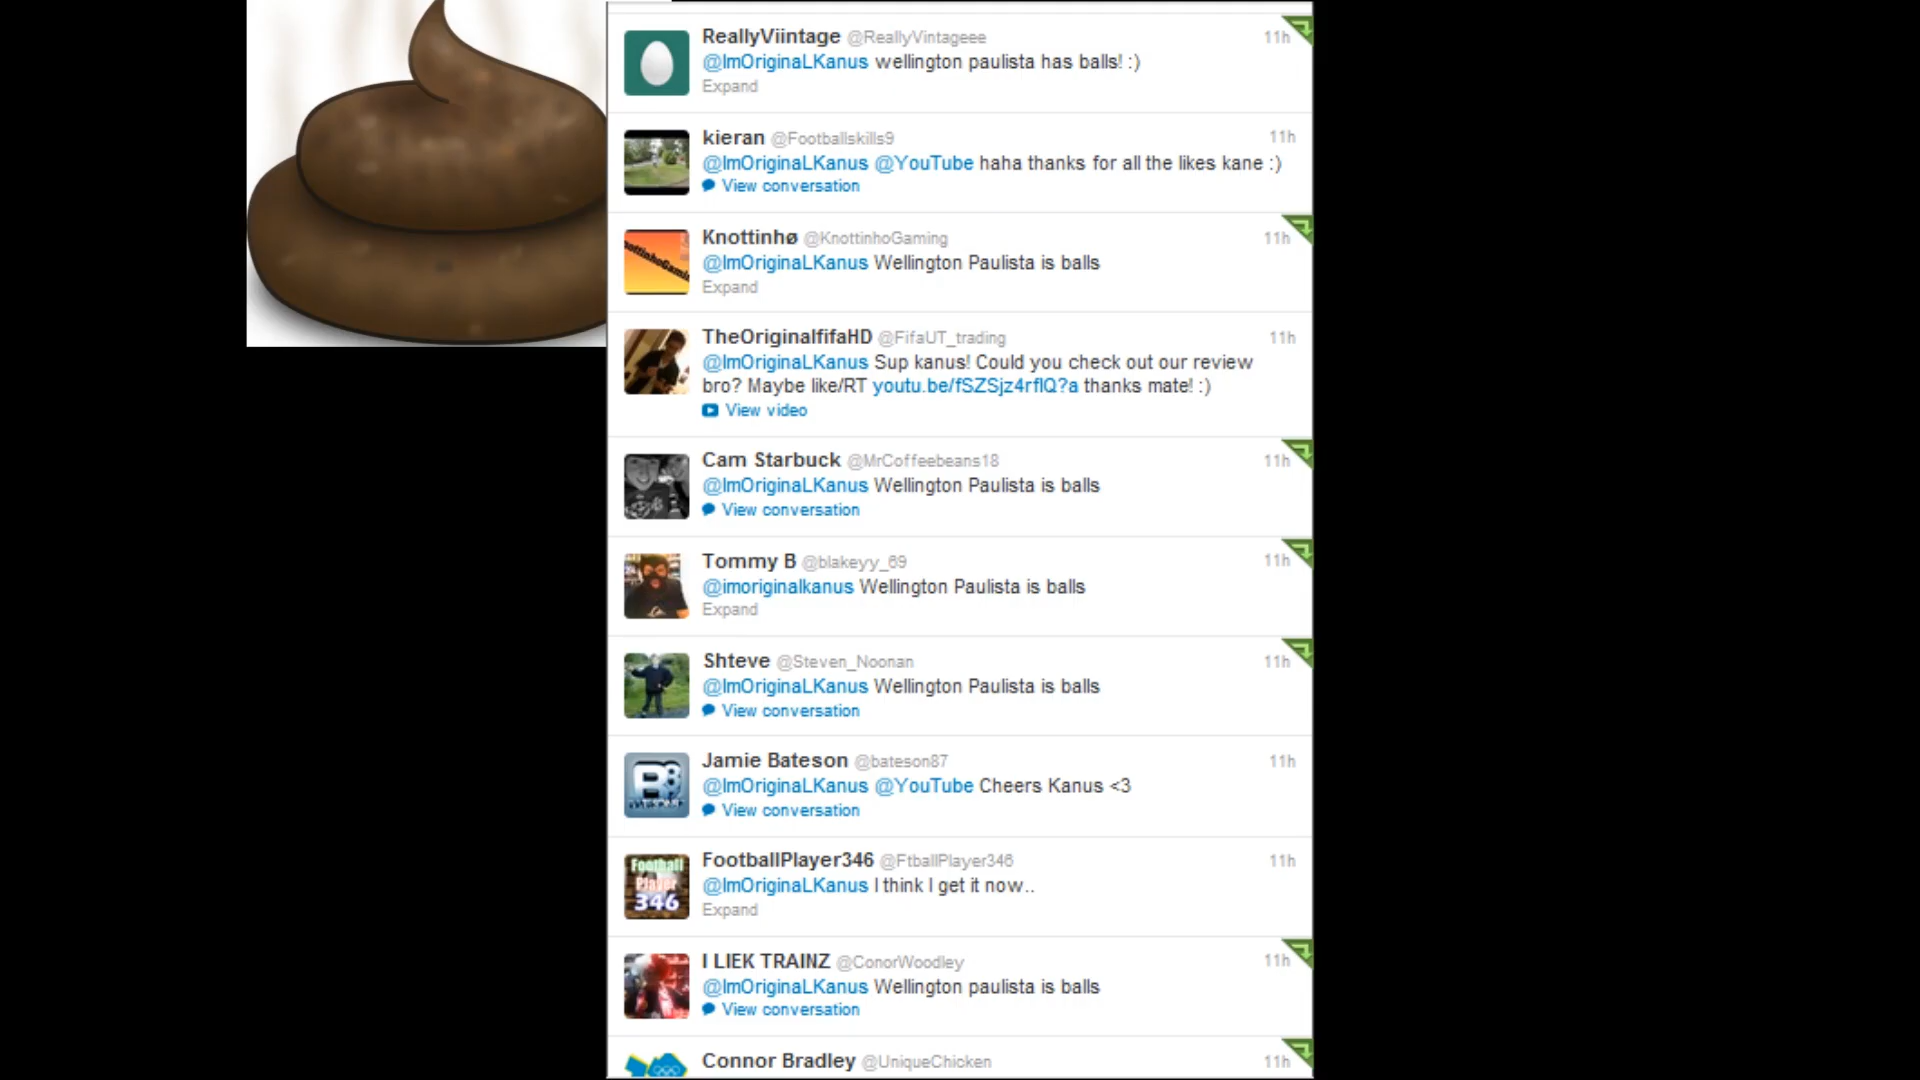 ReallyViintage @ReallyVintageee 11h
@ImOriginaLKanus wellington paulista has balls! :)
Expand
kieran @Footballskills9 11h
@ImOriginaLKanus @YouTube haha thanks for all the likes kane :)
View conversation
Knottinhø @KnottinhoGaming 11h
@ImOriginaLKanus Wellington Paulista is balls
Expand
TheOriginalfifaHD @FifaUT_trading 11h
@ImOriginaLKanus Sup kanus! Could you check out our review
bro? Maybe like/RT youtu.be/fSZSjz4rflQ?a thanks mate! :)
View video
Cam Starbuck @MrCoffeebeans18 11h
@ImOriginaLKanus Wellington Paulista is balls
View conversation
Tommy B @blakeyy_69 11h
@imoriginalkanus Wellington Paulista is balls
Expand
Shteve @Steven_Noonan 11h
@ImOriginaLKanus Wellington Paulista is balls
View conversation
Jamie Bateson @bateson87 11h
@ImOriginaLKanus @YouTube Cheers Kanus <3
View conversation
FootballPlayer346 @FtballPlayer346 11h
Football
Player
346
@ImOriginaLKanus I think I get it now..
Expand
I LIEK TRAINZ @ConorWoodley 11h
@ImOriginaLKanus Wellington paulista is balls
View conversation
Connor Bradley @UniqueChicken 11h